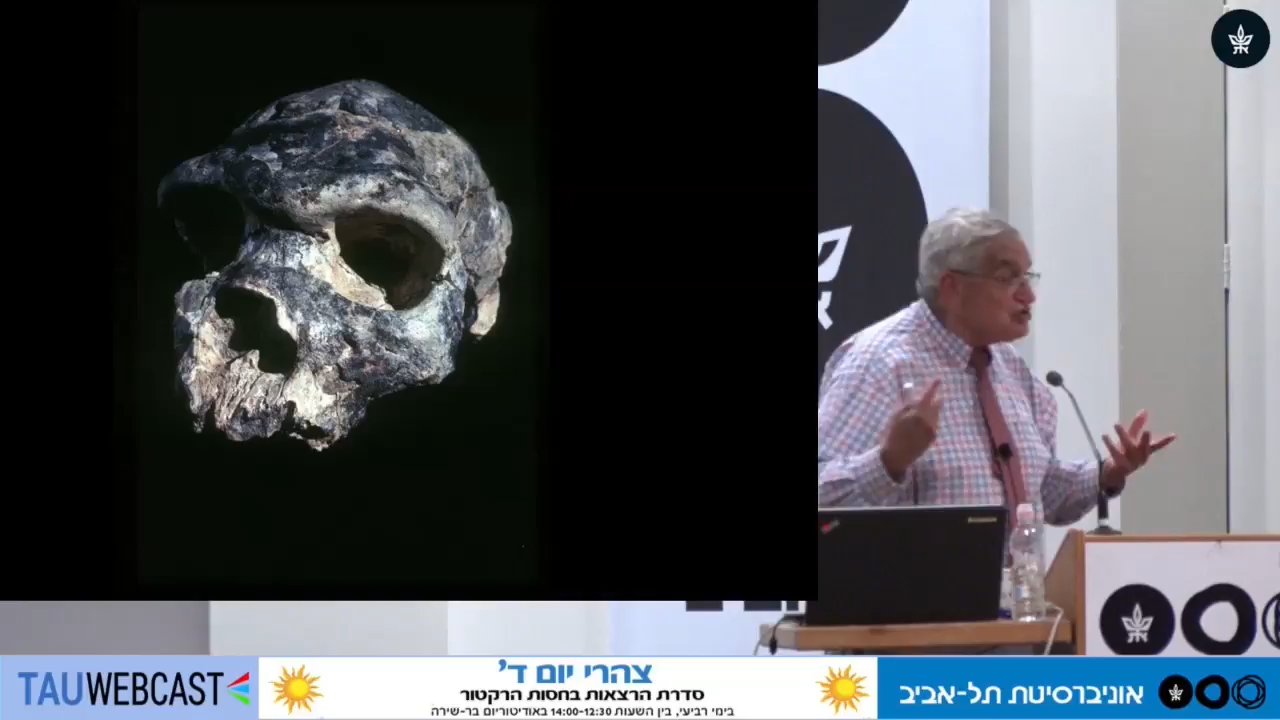 TAUWEBCAST
צהרי יום ד'
סדרת הרצאות בחסות הרקטור
בימי רביעי, בין השעות 14:00-12:30 באודיטוריום בר-שירה
אוניברסיטת תל-אביב